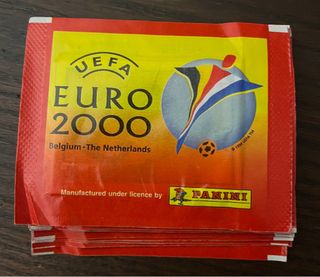 UEFA
EURO
2000
Belgium - The Netherlands
Manufactured under licence by
PANINI